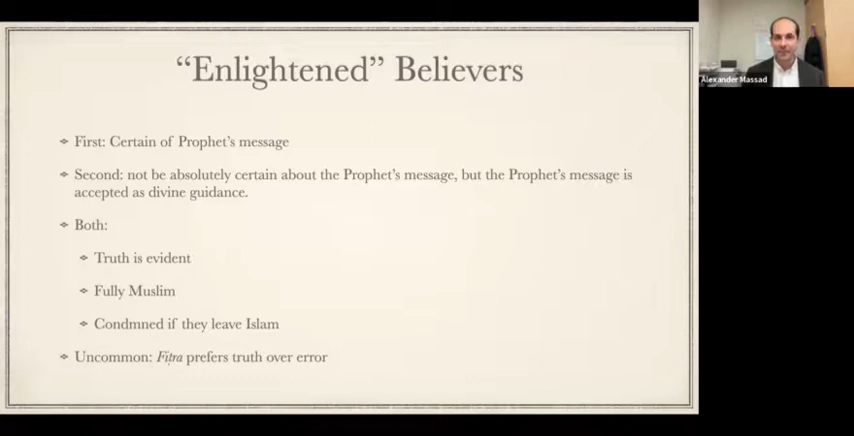 “Enlightened” Believers
First: Certain of Prophet’s message
Second: not be absolutely certain about the Prophet’s message, but the Prophet’s message is
accepted as divine guidance.
Both:
Truth is evident
Fully Muslim
Condmned if they leave Islam
Uncommon: Fiṭra prefers truth over error
Alexander Massad